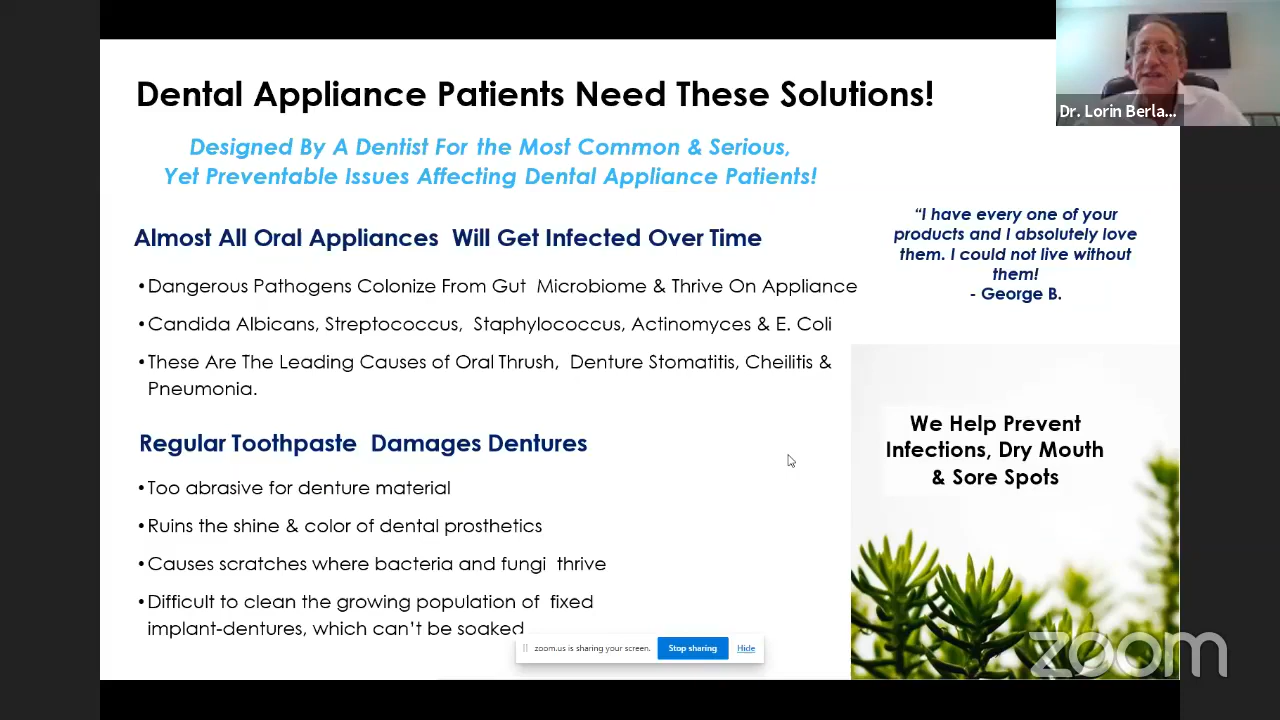 Dental Appliance Patients Need These Solutions!
Designed By A Dentist For the Most Common & Serious,
Yet Preventable Issues Affecting Dental Appliance Patients!
Almost All Oral Appliances Will Get Infected Over Time
•Dangerous Pathogens Colonize From Gut Microbiome & Thrive On Appliance
•Candida Albicans, Streptococcus, Staphylococcus, Actinomyces & E. Coli
•These Are The Leading Causes of Oral Thrush, Denture Stomatitis, Cheilitis &
Pneumonia.
Regular Toothpaste Damages Dentures
•Too abrasive for denture material
•Ruins the shine & color of dental prosthetics
•Causes scratches where bacteria and fungi thrive
•Difficult to clean the growing population of fixed
implant-dentures, which can't be soaked
Dr. Lorin Berla...
“I have every one of your
products and I absolutely love
them. I could not live without
them!
- George B.
We Help Prevent
Infections, Dry Mouth
& Sore Spots
zoom.us is sharing your screen.
Stop sharing
Hide
zoom